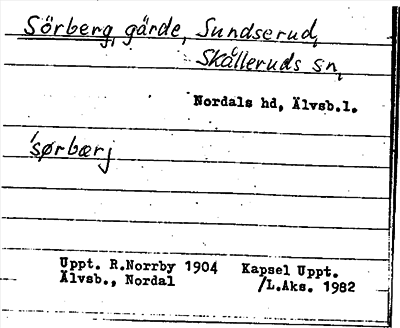 Sörberg, gärde, Sundserud,
Skålleruds sn,
Nordals hd, Älvsb.l.
'sørbærj
Uppt. R.Norrby 1904 Kapsel Uppt.
Älvsb., Nordal /L.Aks. 1982